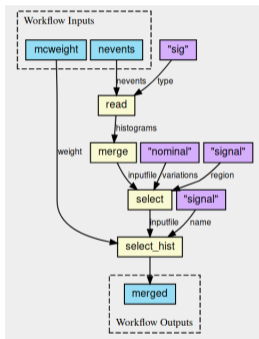 Workflow Inputs
mcweight nevents "sig"
nevents type
read
histograms
merge "nominal" "signal"
weight inputfile variations region
select "signal"
inputfile name
select_hist
merged
Workflow Outputs